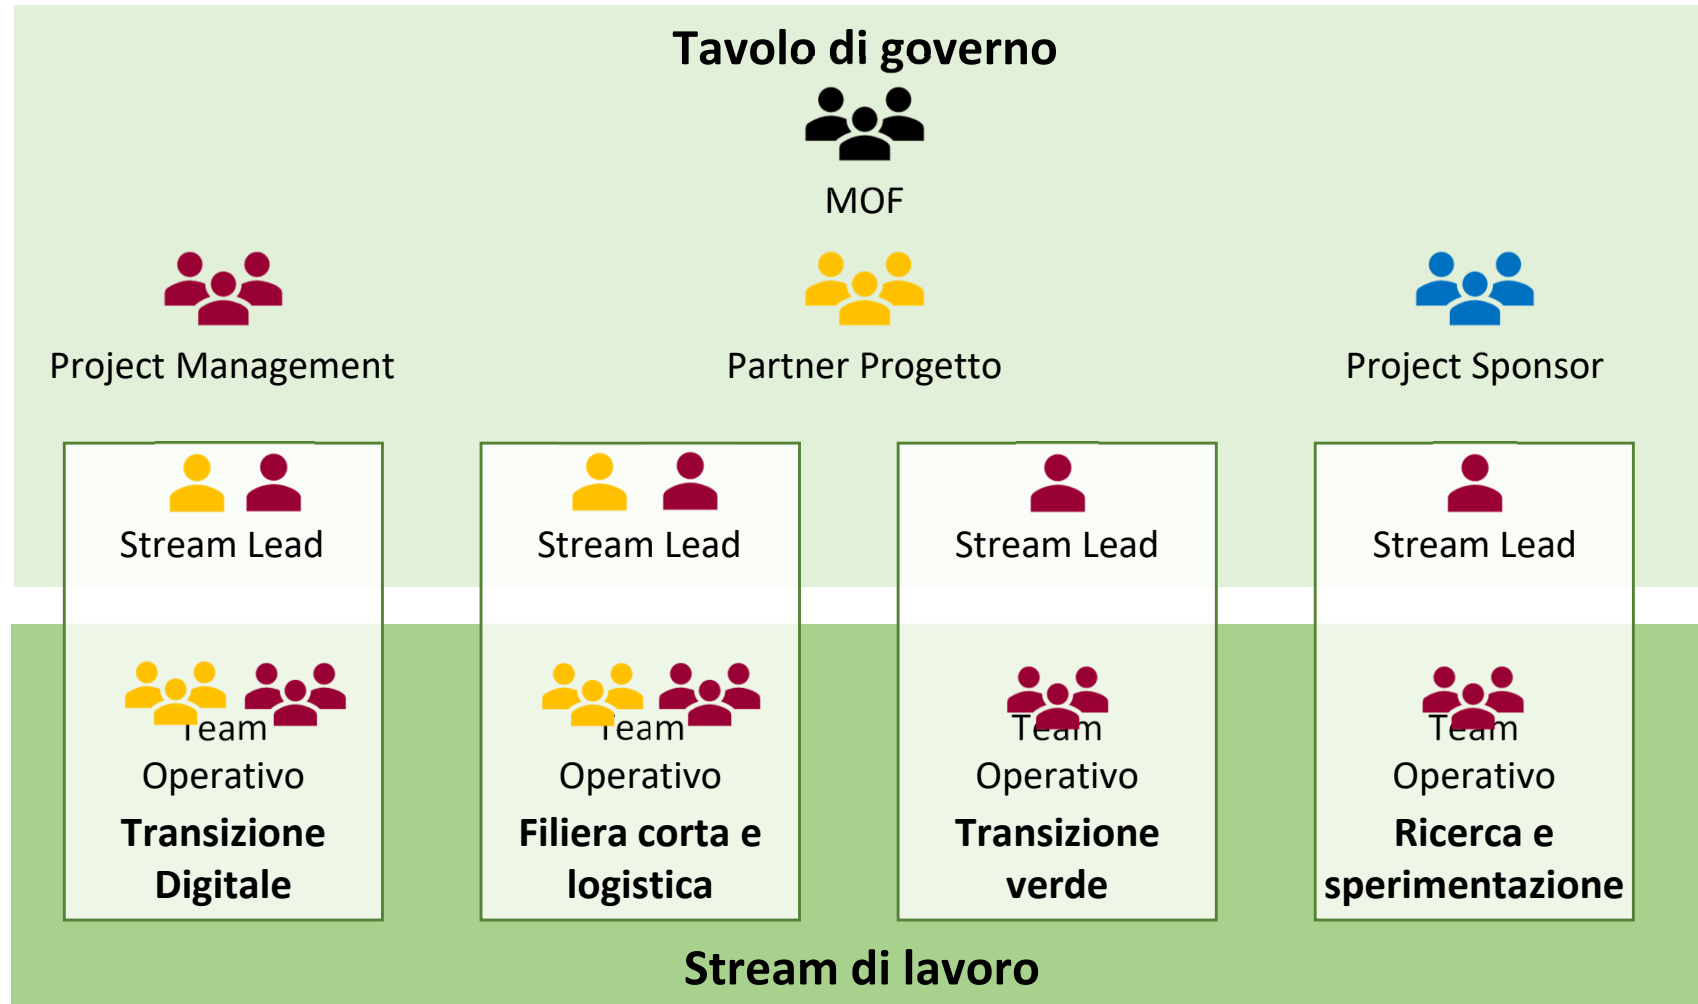 Tavolo di governo
MOF
Project Management
Partner Progetto
Project Sponsor
Stream Lead
Stream Lead
Stream Lead
Stream Lead
Team
Operativo
Transizione
Digitale
Team
Operativo
Filiera corta e
logistica
Team
Operativo
Transizione
verde
Team
Operativo
Ricerca e
sperimentazione
Stream di lavoro